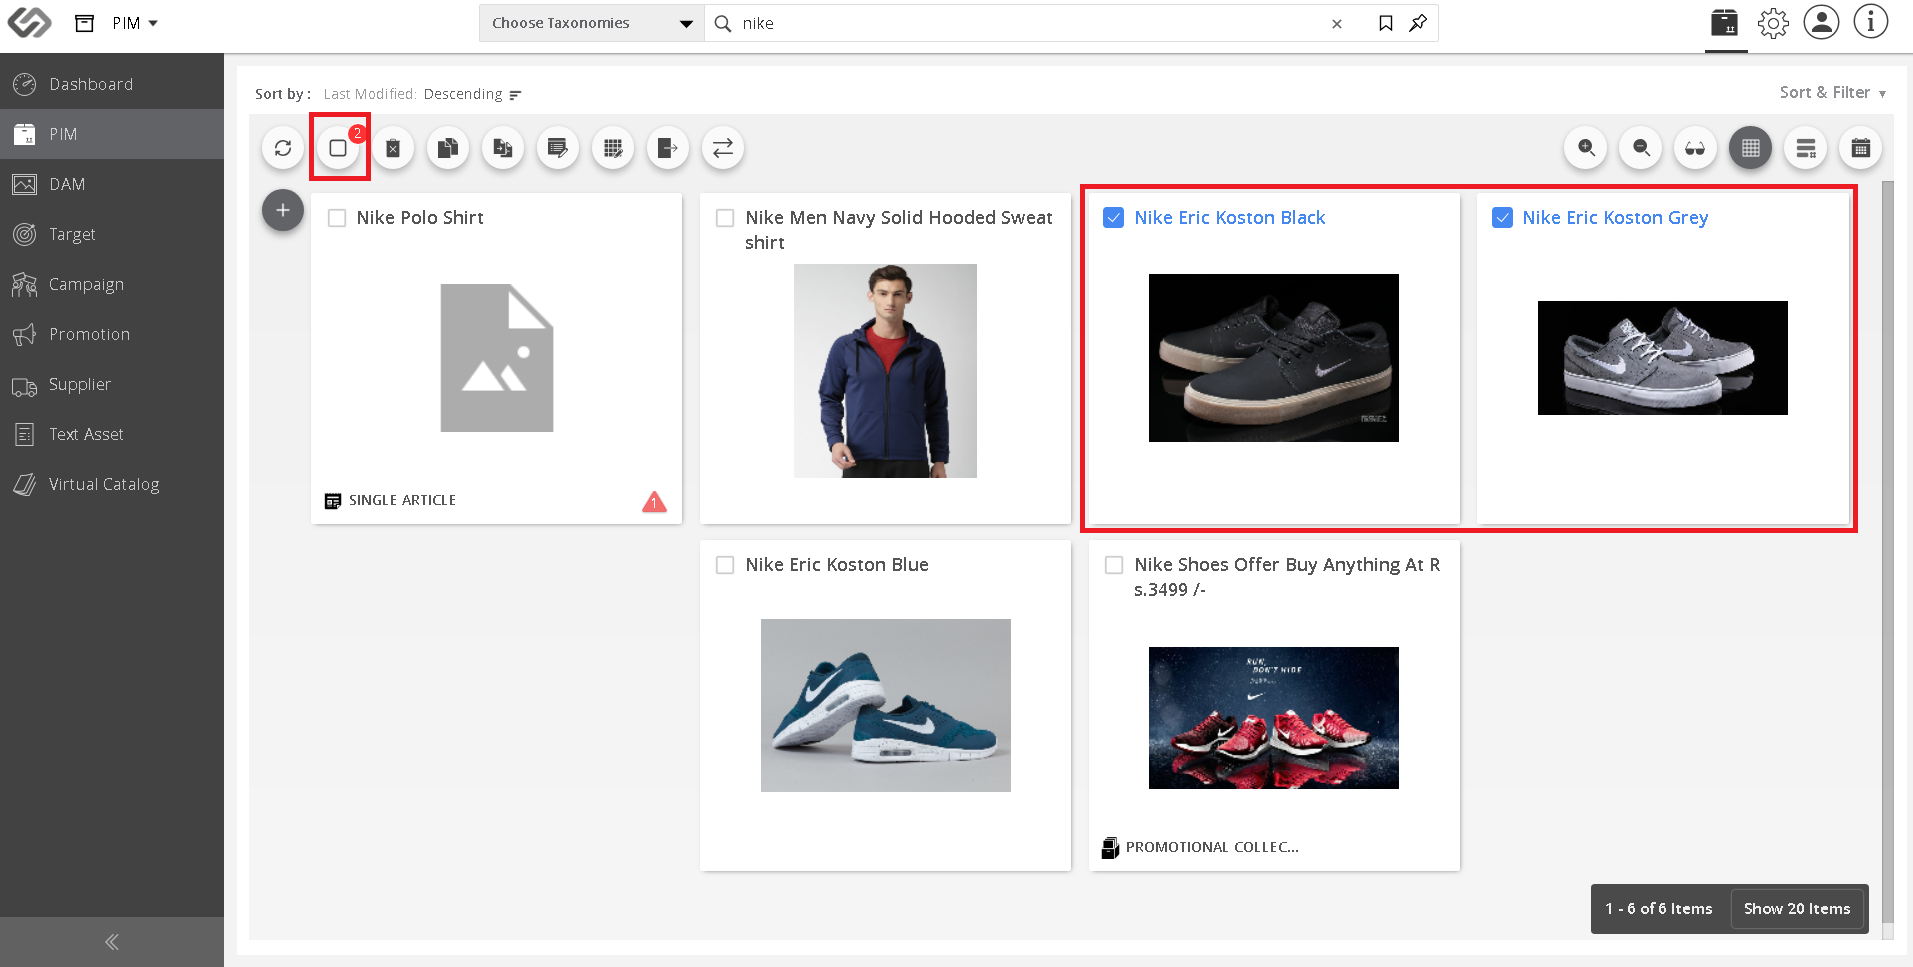 PIM
Choose Taxonomies
nike
Dashboard
PIM
DAM
Target
Campaign
Promotion
Supplier
Text Asset
Virtual Catalog
Sort by : Last Modified: Descending
Sort & Filter
2
Nike Polo Shirt
SINGLE ARTICLE
1
Nike Men Navy Solid Hooded Sweat
shirt
Nike Eric Koston Black
Nike Eric Koston Grey
Nike Eric Koston Blue
Nike Shoes Offer Buy Anything At R
s.3499 /-
RUN,
DON'T HIDE
PROMOTIONAL COLLEC...
1 - 6 of 6 Items
Show 20 Items